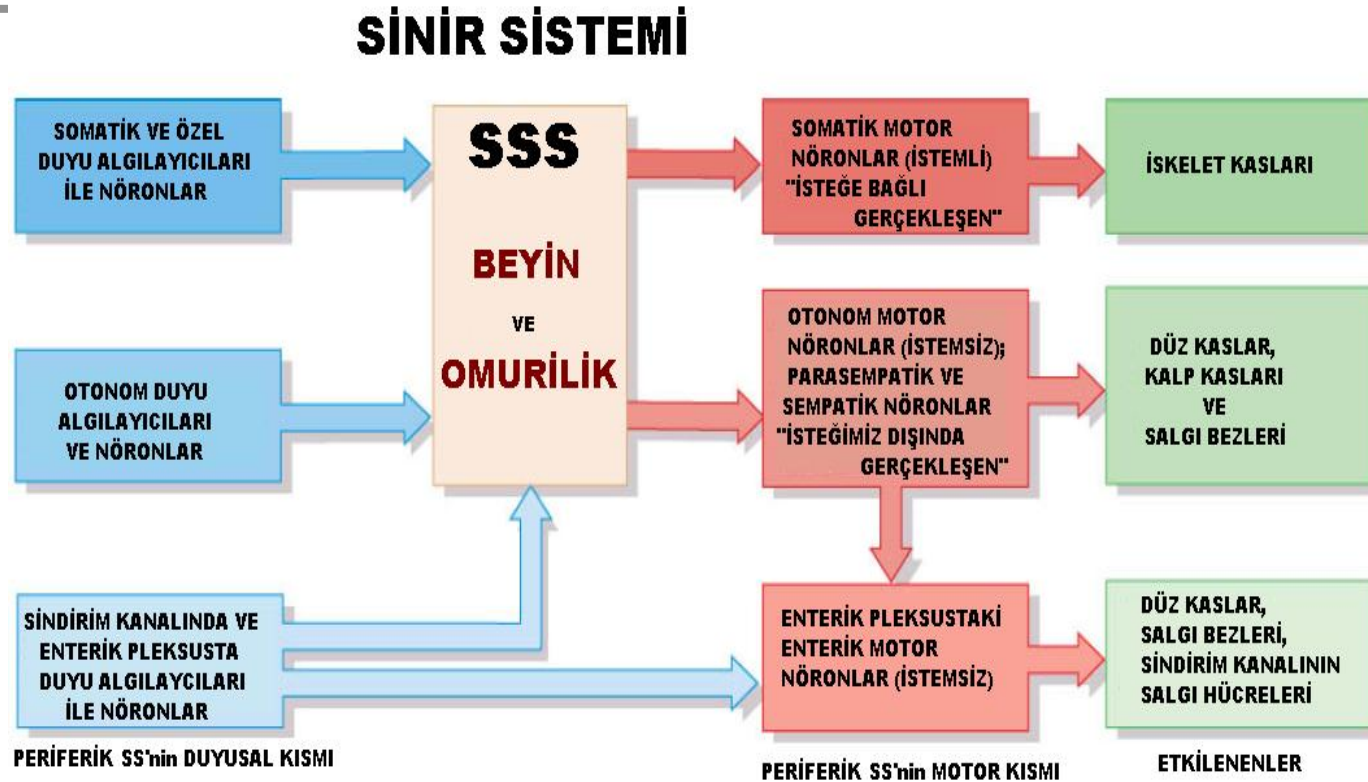 SİNİR SİSTEMİ
SOMATİK VE ÖZEL
DUYU ALGILAYICILARI
İLE NÖRONLAR
SSS
BEYİN
VE
OMURİLİK
SOMATİK MOTOR
NÖRONLAR (İSTEMLİ)
"İSTEĞE BAĞLI
GERÇEKLEŞEN"
İSKELET KASLARI
OTONOM DUYU
ALGILAYICILARI
VE NÖRONLAR
OTONOM MOTOR
NÖRONLAR (İSTEMSİZ);
PARASEMPATİK VE
SEMPATİK NÖRONLAR
"İSTEĞİMİZ DIŞINDA
GERÇEKLEŞEN"
DÜZ KASLAR,
KALP KASLARI
VE
SALGI BEZLERİ
SİNDİRİM KANALINDA VE
ENTERİK PLEKSUSTA
DUYU ALGILAYCILARI
İLE NÖRONLAR
ENTERİK PLEKSUSTAKİ
ENTERİK MOTOR
NÖRONLAR (İSTEMSİZ)
DÜZ KASLAR,
SALGI BEZLERİ,
SİNDİRİM KANALININ
SALGI HÜCRELERİ
PERİFERİK SS'nin DUYUSAL KISMI
PERİFERİK SS'nin MOTOR KISMI
ETKİLENENLER